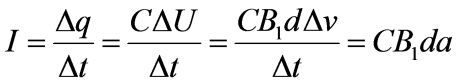 I = Δq/Δt = CΔU/Δt = CB₁dΔv/Δt = CB₁da